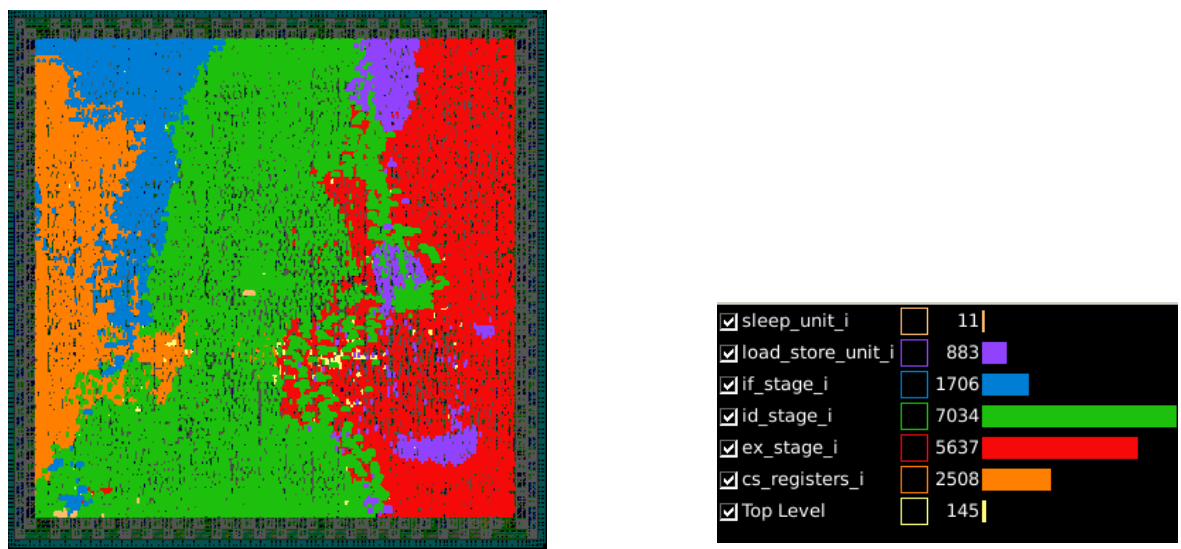 sleep_unit_i 11
load_store_unit_i 883
if_stage_i 1706
id_stage_i 7034
ex_stage_i 5637
cs_registers_i 2508
Top Level 145